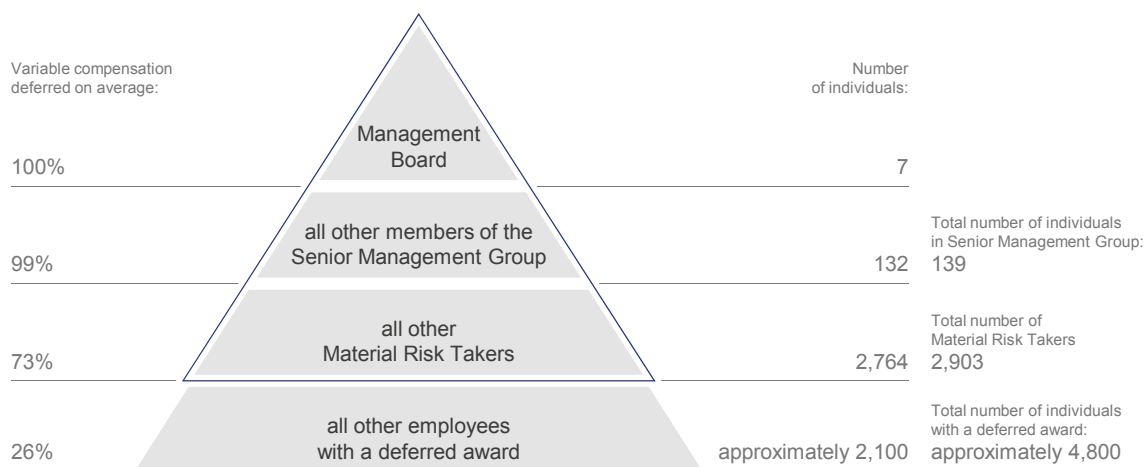 Variable compensation
deferred on average:
Number
of individuals:
Management
Board
100%
7
all other members of the
Senior Management Group
Total number of individuals
in Senior Management Group:
99%
132
139
all other
Material Risk Takers
Total number of
Material Risk Takers
73%
2,764
2,903
all other employees
with a deferred award
Total number of individuals
with a deferred award:
26%
approximately 2,100
approximately 4,800